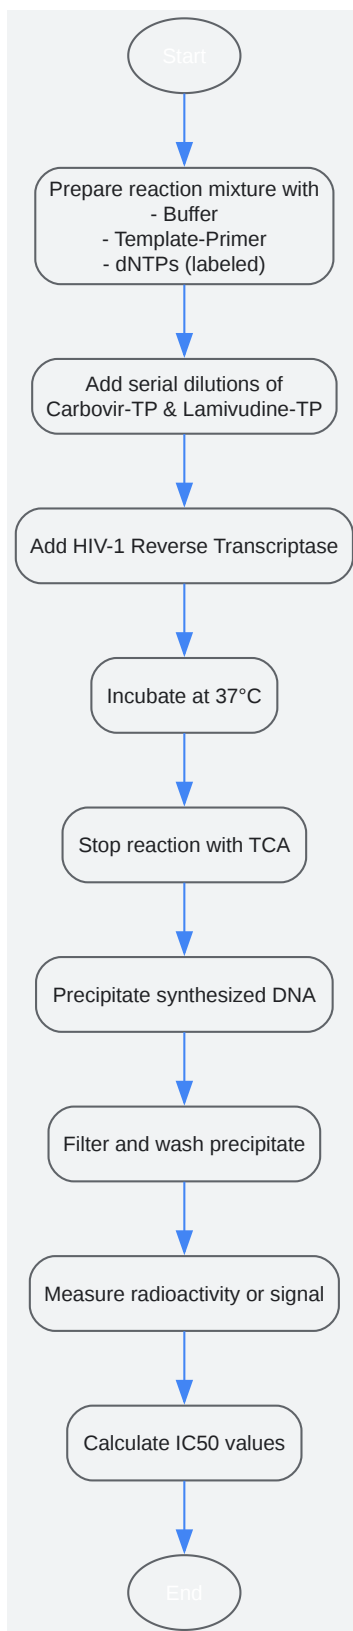 Start
Prepare reaction mixture with
- Buffer
- Template-Primer
- dNTPs (labeled)
Add serial dilutions of
Carbovir-TP & Lamivudine-TP
Add HIV-1 Reverse Transcriptase
Incubate at 37°C
Stop reaction with TCA
Precipitate synthesized DNA
Filter and wash precipitate
Measure radioactivity or signal
Calculate IC50 values
End